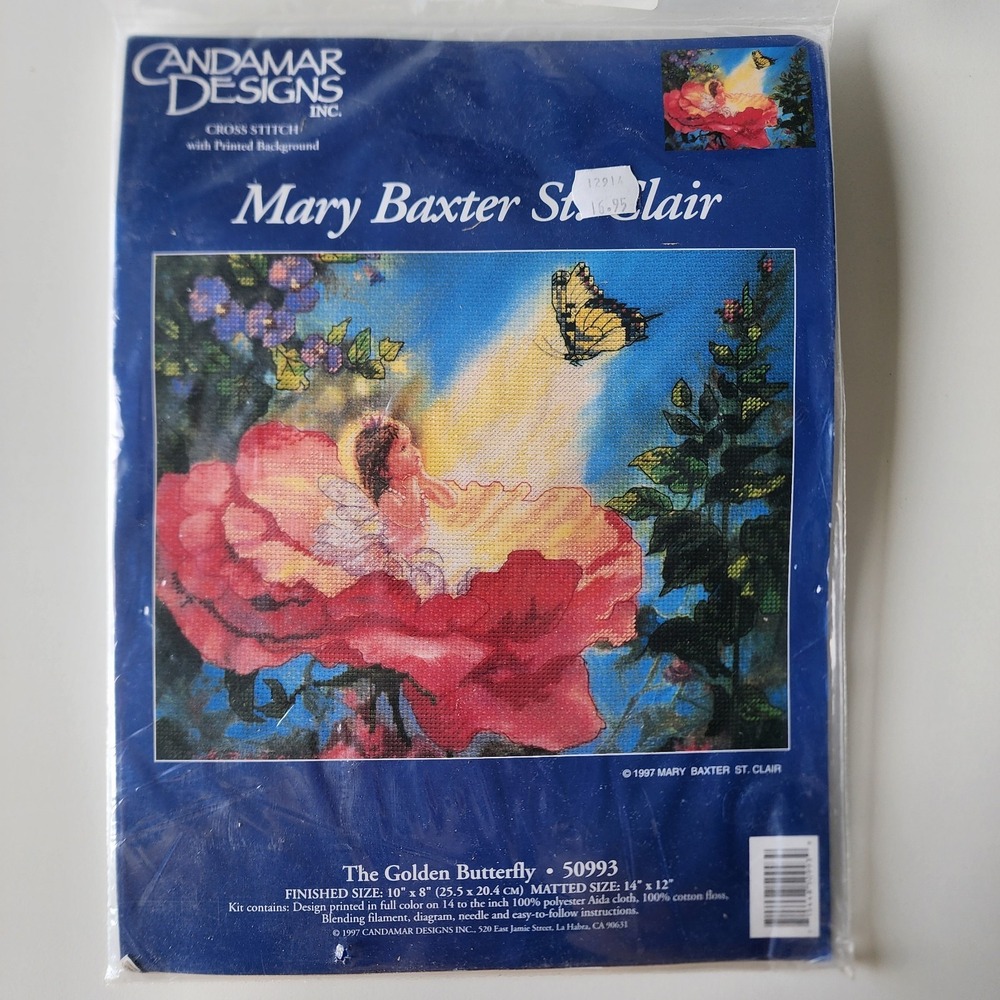 CANDAMAR
DESIGNS
INC.
CROSS STITCH
with Printed Background
12914
16.95
Mary Baxter St. Clair
© 1997 MARY BAXTER ST. CLAIR
The Golden Butterfly • 50993
FINISHED SIZE: 10" x 8" (25.5 x 20.4 CM) MATTED SIZE: 14" x 12"
Kit contains: Design printed in full color on 14 to the inch 100% polyester Aida cloth, 100% cotton floss,
Blending filament, diagram, needle and easy-to-follow instructions.
© 1997 CANDAMAR DESIGNS INC., 520 East Jamie Street, La Habra, CA 90631